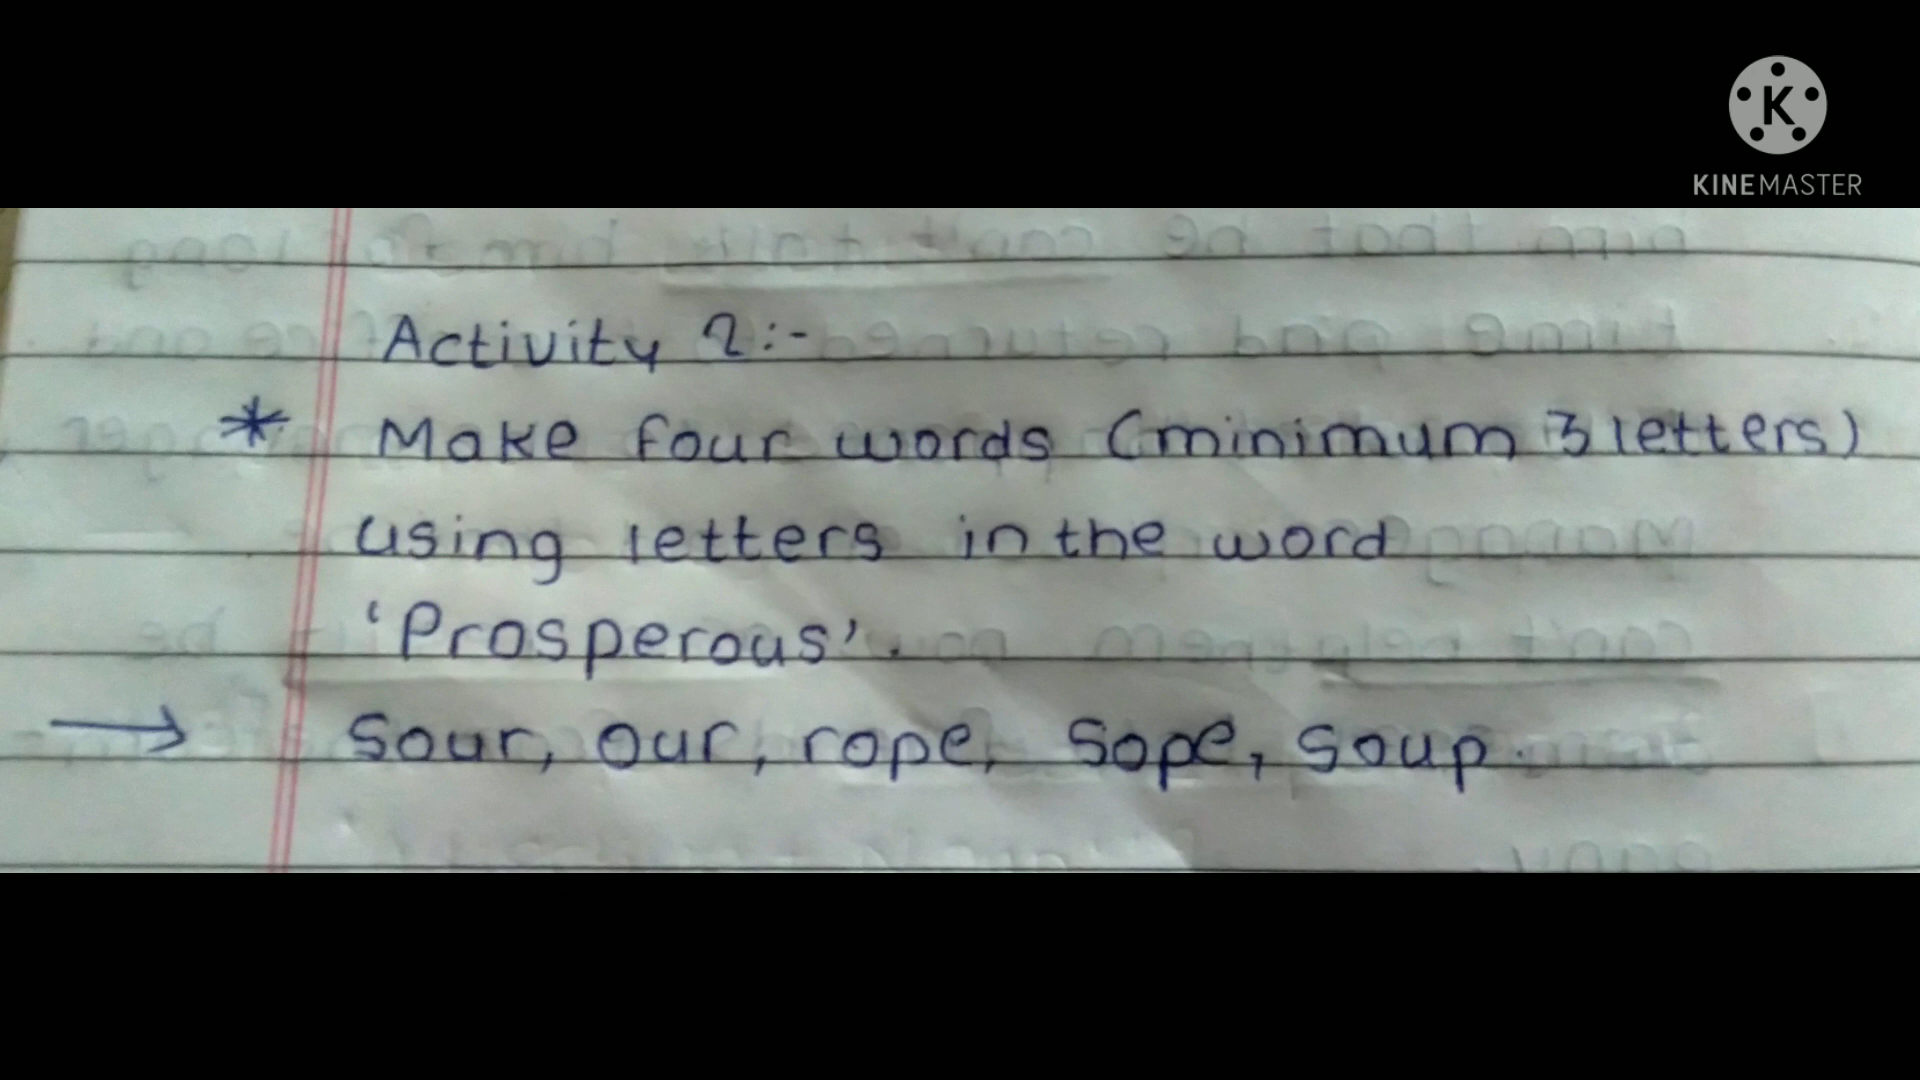 KINEMASTER
Activity 2:-
* Make four words (minimum 3 letters)
using letters in the word
'Prosperous'.
→ Sour, our, rope, Sope, soup.